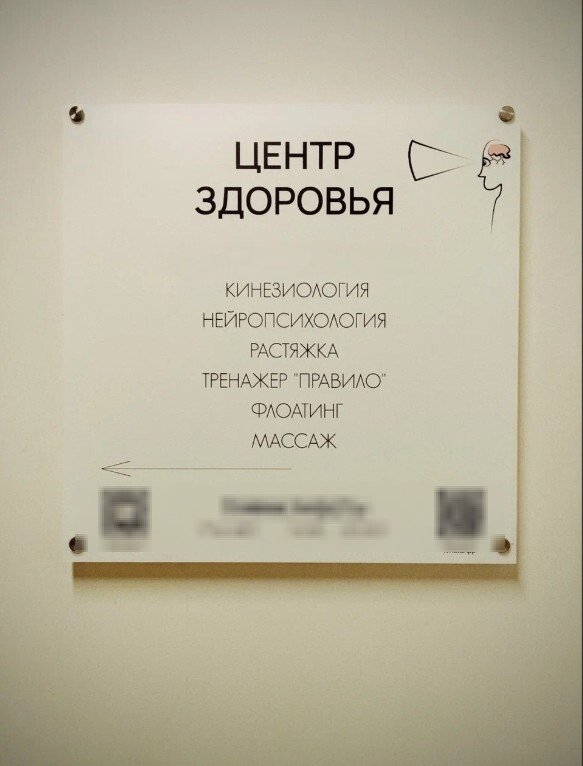 ЦЕНТР
ЗДОРОВЬЯ
КИНЕЗИОЛОГИЯ
НЕЙРОПСИХОЛОГИЯ
РАСТЯЖКА
ТРЕНАЖЕР "ПРАВИЛО"
ФЛОАТИНГ
МАССАЖ